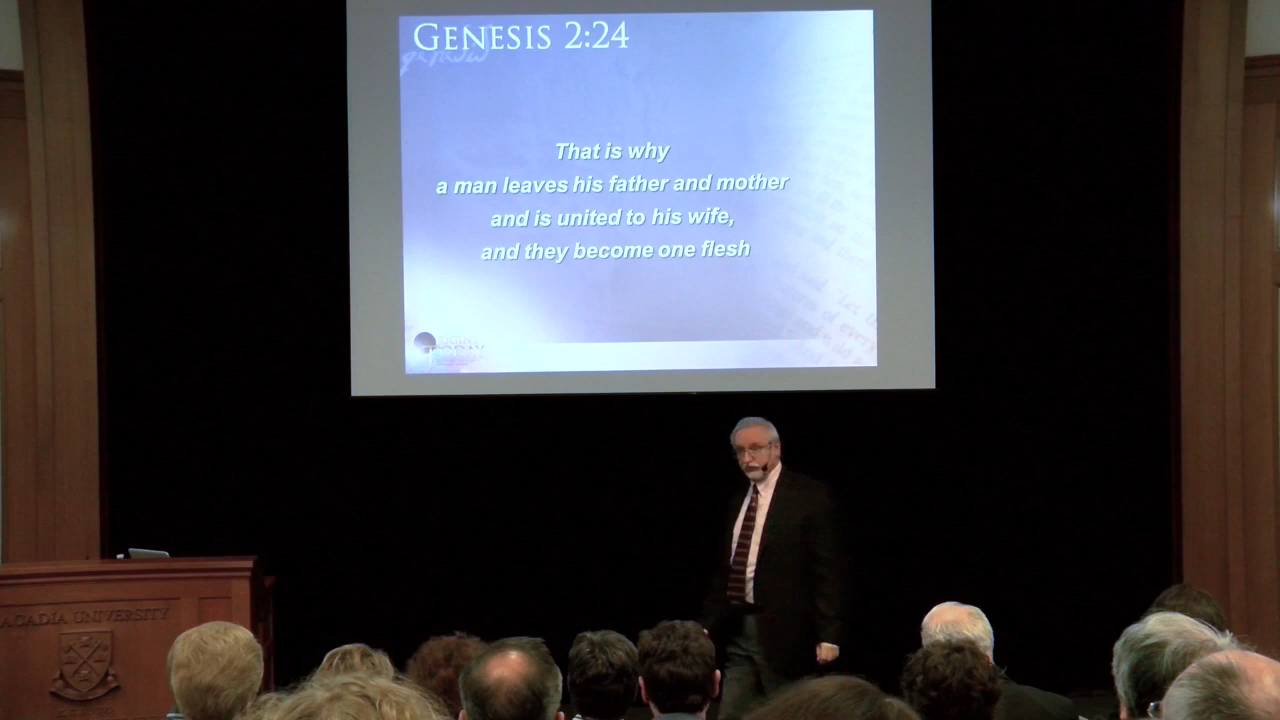 GENESIS 2:24
That is why
a man leaves his father and mother
and is united to his wife,
and they become one flesh
TODAY
ACADIA UNIVERSITY